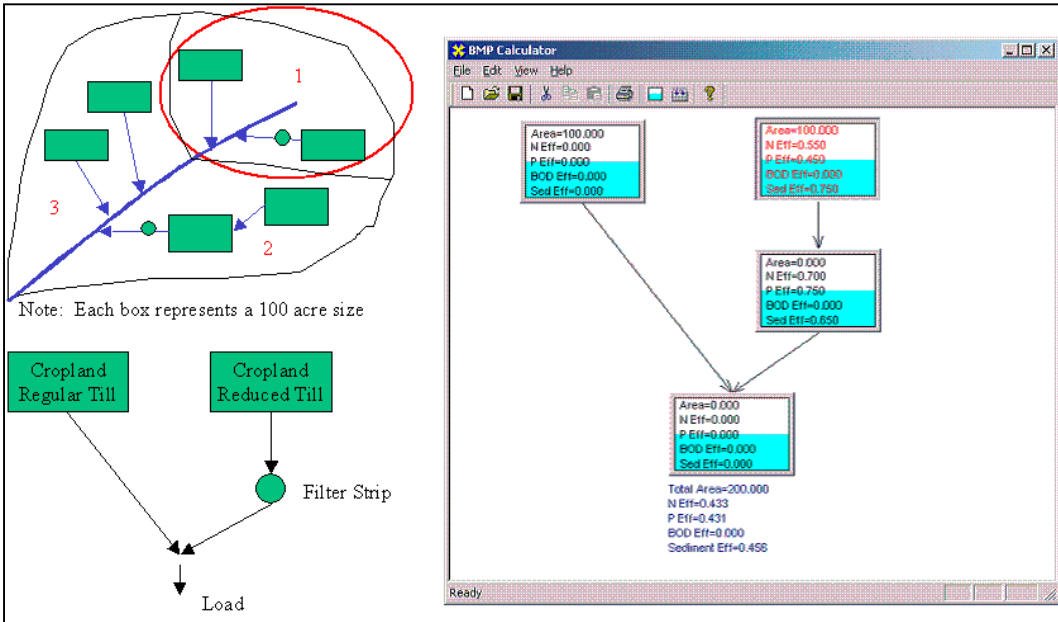 1
3
2
Note: Each box represents a 100 acre size
Cropland
Regular Till
Cropland
Reduced Till
Filter Strip
Load
BMP Calculator
File Edit View Help
Area=100.000
N Eff=0.000
P Eff=0.000
BOD Eff=0.000
Sed Eff=0.000
Area=100.000
N Eff=0.550
P Eff=0.450
BOD Eff=0.000
Sed Eff=0.750
Area=0.000
N Eff=0.700
P Eff=0.750
BOD Eff=0.000
Sed Eff=0.650
Area=0.000
N Eff=0.000
P Eff=0.000
BOD Eff=0.000
Sed Eff=0.000
Total Area=200.000
N Eff=0.433
P Eff=0.431
BOD Eff=0.000
Sediment Eff=0.456
Ready